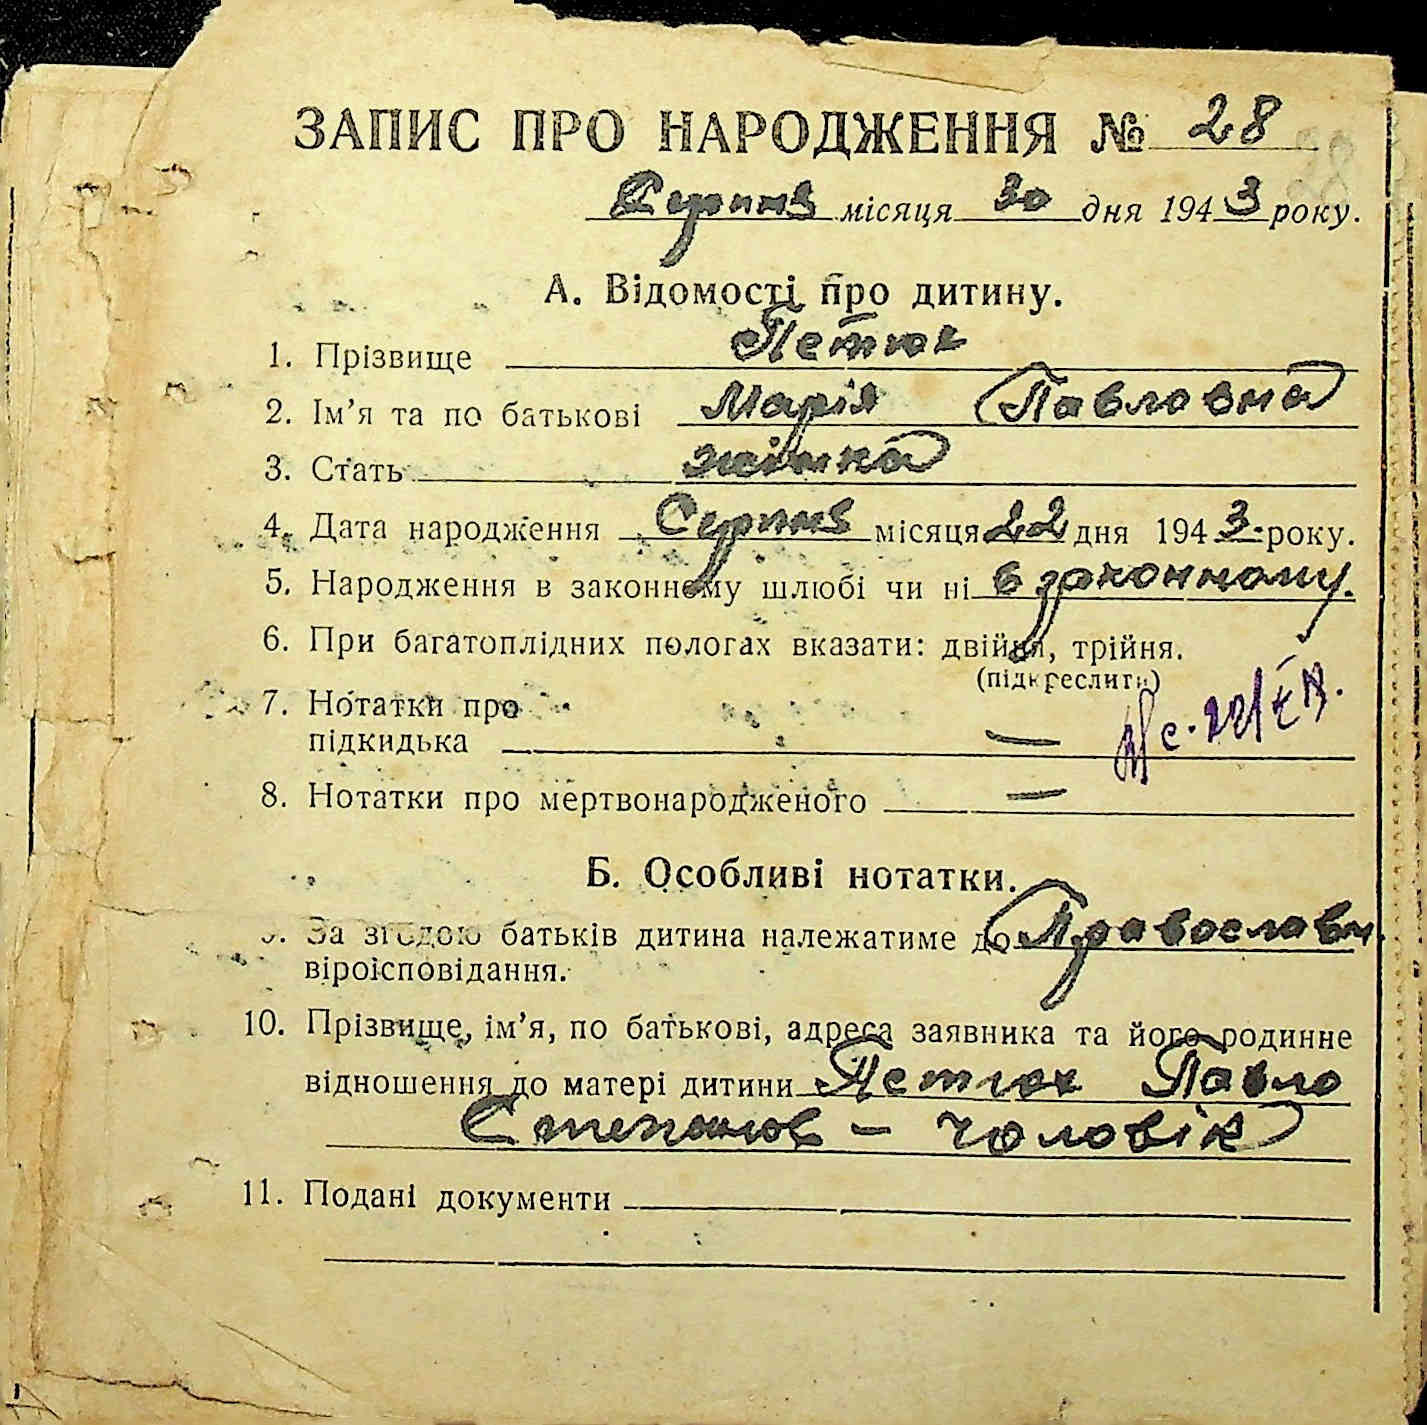 ЗАПИС ПРО НАРОДЖЕННЯ № 28
Серпня місяця 30 дня 1943 року.
А. Відомості про дитину.
1. Прізвище Петюк
2. Ім’я та по батькові Марія Павловна
3. Стать жінка
4. Дата народження Серпня місяця 22 дня 1943 року.
5. Народження в законному шлюбі чи ні в законному.
6. При багатоплідних пологах вказати: двійня, трійня.
(підкреслити)
7. Нотатки про
підкидька —
8. Нотатки про мертвонародженого —
Б. Особливі нотатки.
9. За згодою батьків дитина належатиме до Православн.
віроісповідання.
10. Прізвище, ім’я, по батькові, адреса заявника та його родинне
відношення до матері дитини Петюк Павло
Степанов – чоловік
11. Подані документи